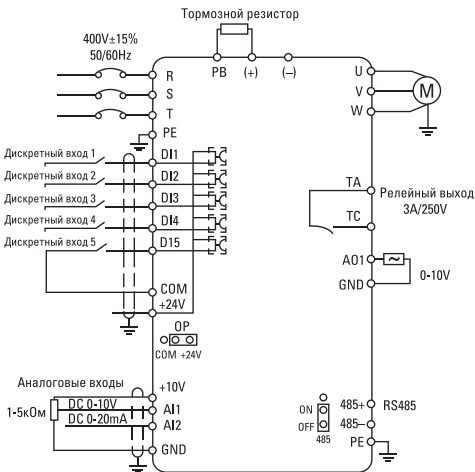 Тормозной резистор
400V±15%
50/60Hz
PB (+) (–)
R
S
T
PE
U
V
W
M
Дискретный вход 1
Дискретный вход 2
Дискретный вход 3
Дискретный вход 4
Дискретный вход 5
DI1
DI2
DI3
DI4
D15
COM
+24V
OP
COM +24V
TA
TC
Релейный выход
3A/250V
AO1
GND
0-10V
Аналоговые входы
1-5кОм
DC 0-10V
DC 0-20mA
+10V
AI1
AI2
GND
ON
OFF
485
485+
485–
PE
RS485